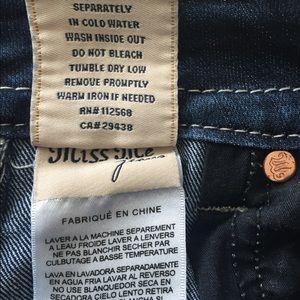 SEPARATELY
IN COLD WATER
WASH INSIDE OUT
DO NOT BLEACH
TUMBLE DRY LOW
REMOVE PROMPTLY
WARM IRON IF NEEDED
RN# 112568
CA# 29438
Miss Me
FABRIQUÉ EN CHINE
LAVER A LA MACHINE SEPAREMENT
A LEAU FROIDE LAVER A LENVERS
NE PAS BLANCHIR SECHER PAR
CULBUTAGE A BASSE TEMPERATURE
LAVA EN LAVADORA SEPARADAMENTE
EN AGUA FRIA LAVAR AL REVERSO
NO USE BLANQUEDOR SECA EN
SECADORA CICLO LENTO RETIRA